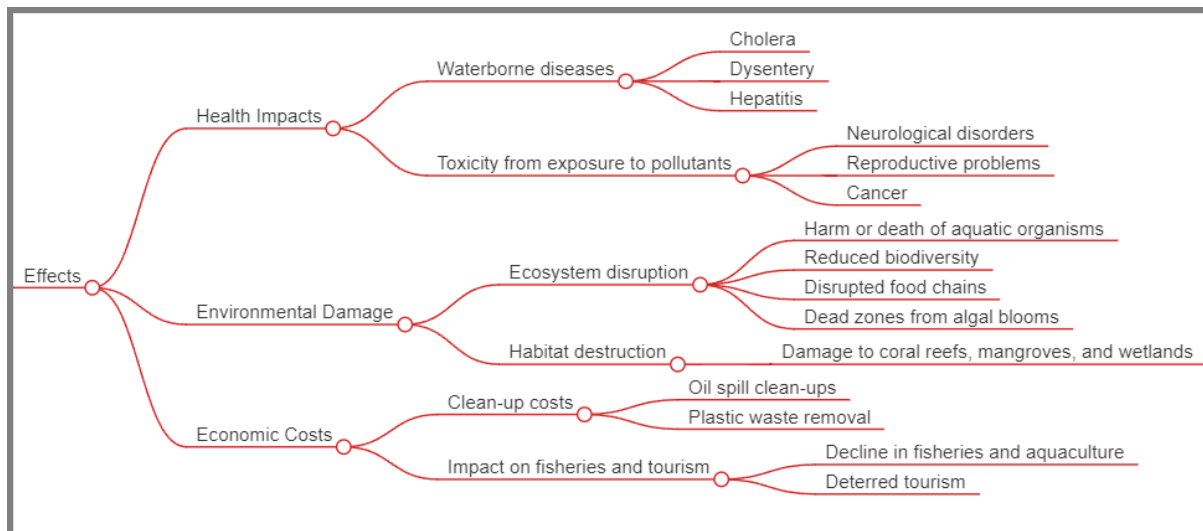 Cholera
Waterborne diseases
Dysentery
Hepatitis
Health Impacts
Neurological disorders
Toxicity from exposure to pollutants
Reproductive problems
Cancer
Harm or death of aquatic organisms
Effects
Ecosystem disruption
Reduced biodiversity
Disrupted food chains
Environmental Damage
Dead zones from algal blooms
Habitat destruction
Damage to coral reefs, mangroves, and wetlands
Oil spill clean-ups
Clean-up costs
Plastic waste removal
Economic Costs
Decline in fisheries and aquaculture
Impact on fisheries and tourism
Deterred tourism